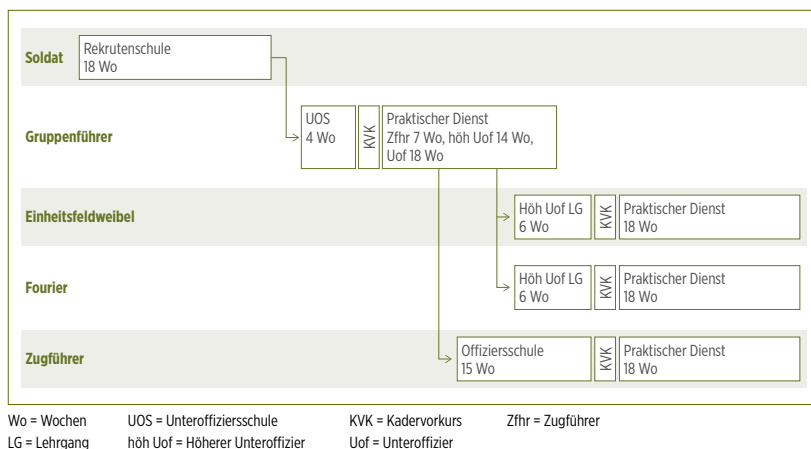 Soldat
Rekrutenschule
18 Wo
Gruppenführer
UOS
4 Wo
KVK
Praktischer Dienst
Zfhr 7 Wo, höh Uof 14 Wo,
Uof 18 Wo
Einheitsfeldweibel
Höh Uof LG
6 Wo
KVK
Praktischer Dienst
18 Wo
Fourier
Höh Uof LG
6 Wo
KVK
Praktischer Dienst
18 Wo
Zugführer
Offiziersschule
15 Wo
KVK
Praktischer Dienst
18 Wo
Wo = Wochen UOS = Unteroffiziersschule KVK = Kadervorkurs Zfhr = Zugführer
LG = Lehrgang höh Uof = Höherer Unteroffizier Uof = Unteroffizier